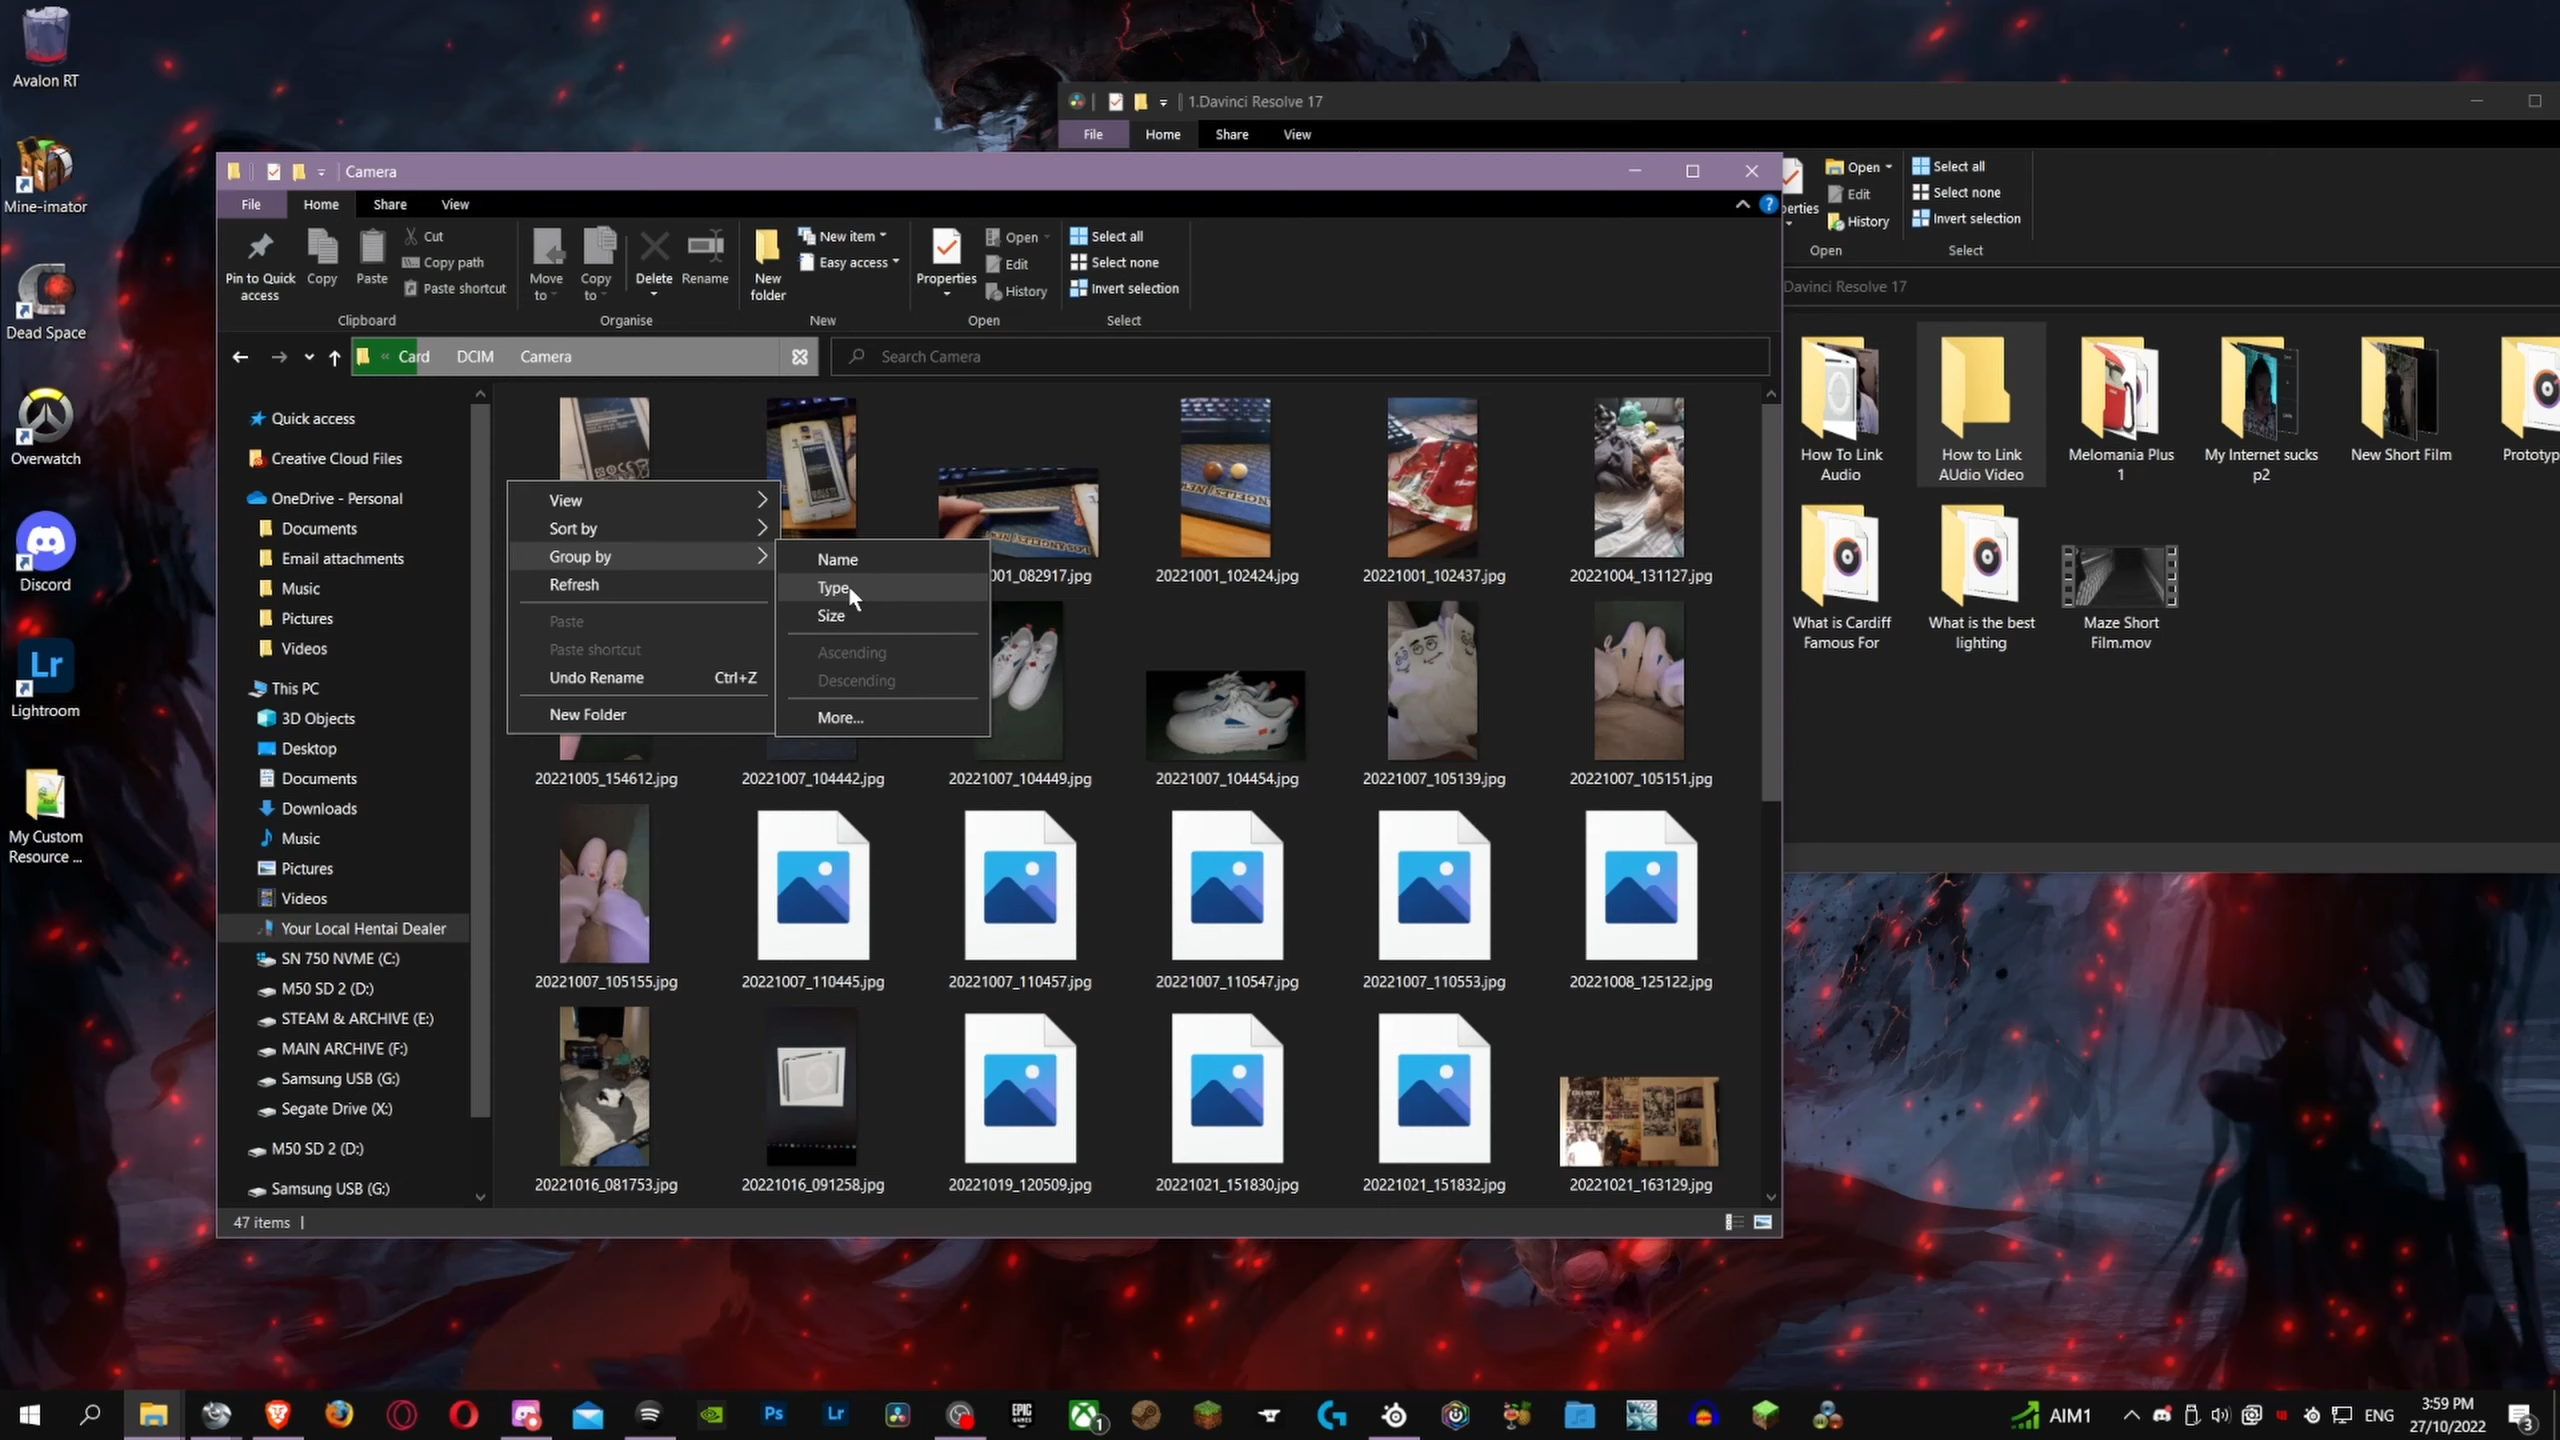 Avalon RT
Mine-imator
Dead Space
Overwatch
Discord
Lr
Lightroom
My Custom
Resource ...
1.Davinci Resolve 17
File Home Share View
Open
Edit
History
Select all
Select none
Invert selection
Open
Select
Davinci Resolve 17
How To Link
Audio
How to Link
AUdio Video
Melomania Plus
1
My Internet sucks
p2
New Short Film
Prototyp
What is Cardiff
Famous For
What is the best
lighting
Maze Short
Film.mov
Camera
File Home Share View
Pin to Quick
access
Copy
Paste
Cut
Copy path
Paste shortcut
Clipboard
Move
to
Copy
to
Delete
Rename
Organise
New
folder
New item
Easy access
New
Properties
Open
Edit
History
Open
Select all
Select none
Invert selection
Select
« Card DCIM Camera
Search Camera
Quick access
Creative Cloud Files
OneDrive - Personal
Documents
Email attachments
Music
Pictures
Videos
This PC
3D Objects
Desktop
Documents
Downloads
Music
Pictures
Videos
Your Local Hentai Dealer
SN 750 NVME (C:)
M50 SD 2 (D:)
STEAM & ARCHIVE (E:)
MAIN ARCHIVE (F:)
Samsung USB (G:)
Segate Drive (X:)
M50 SD 2 (D:)
Samsung USB (G:)
View
Sort by
Group by
Refresh
Paste
Paste shortcut
Undo Rename Ctrl+Z
New Folder
Name
Type
Size
Ascending
Descending
More...
001_082917.jpg
20221001_102424.jpg
20221001_102437.jpg
20221004_131127.jpg
20221005_154612.jpg
20221007_104442.jpg
20221007_104449.jpg
20221007_104454.jpg
20221007_105139.jpg
20221007_105151.jpg
20221007_105155.jpg
20221007_110445.jpg
20221007_110457.jpg
20221007_110547.jpg
20221007_110553.jpg
20221008_125122.jpg
20221016_081753.jpg
20221016_091258.jpg
20221019_120509.jpg
20221021_151830.jpg
20221021_151832.jpg
20221021_163129.jpg
47 items
Ps
Lr
EPIC
GAMES
1
AIM1
ENG
3:59 PM
27/10/2022
3